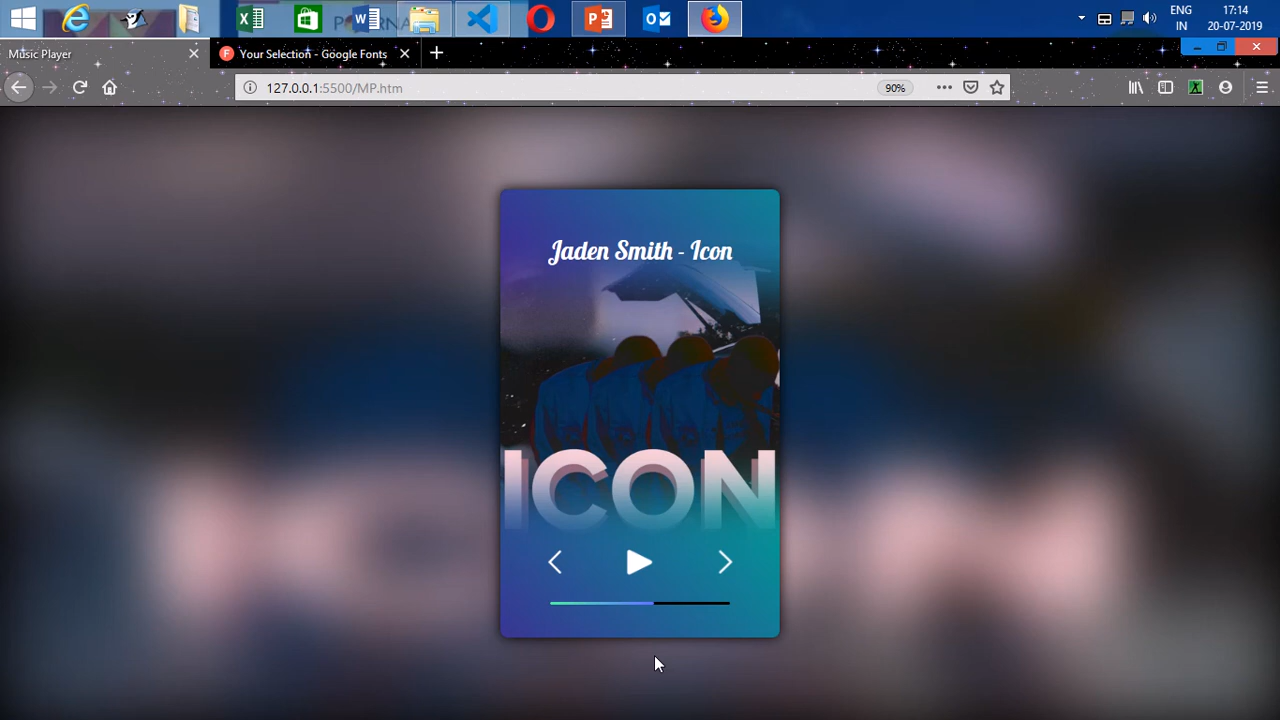 ENG
IN
17:14
20-07-2019
Music Player
Your Selection - Google Fonts
127.0.0.1:5500/MP.htm
90%
Jaden Smith - Icon
ICON